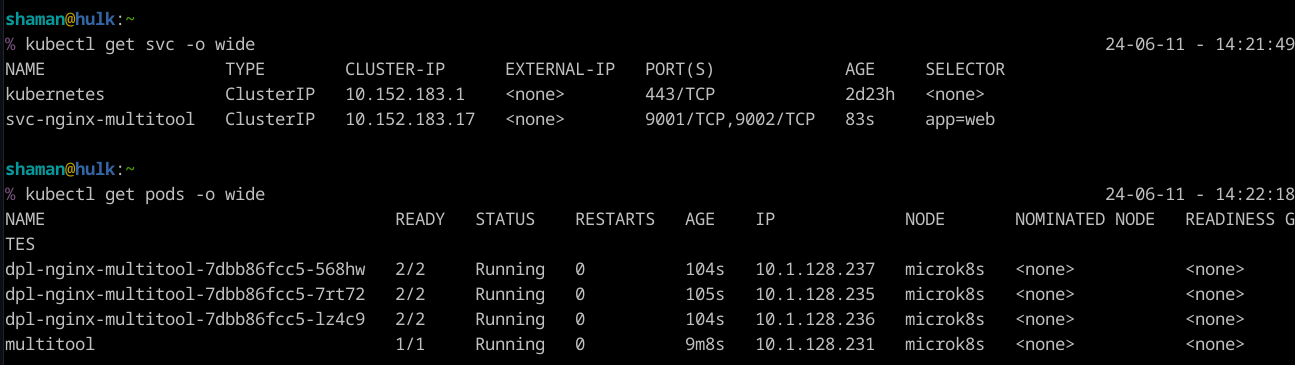 shaman@hulk:~
% kubectl get svc -o wide 24-06-11 - 14:21:49
NAME TYPE CLUSTER-IP EXTERNAL-IP PORT(S) AGE SELECTOR
kubernetes ClusterIP 10.152.183.1 <none> 443/TCP 2d23h <none>
svc-nginx-multitool ClusterIP 10.152.183.17 <none> 9001/TCP,9002/TCP 83s app=web
shaman@hulk:~
% kubectl get pods -o wide 24-06-11 - 14:22:18
NAME READY STATUS RESTARTS AGE IP NODE NOMINATED NODE READINESS G
TES
dpl-nginx-multitool-7dbb86fcc5-568hw 2/2 Running 0 104s 10.1.128.237 microk8s <none> <none>
dpl-nginx-multitool-7dbb86fcc5-7rt72 2/2 Running 0 105s 10.1.128.235 microk8s <none> <none>
dpl-nginx-multitool-7dbb86fcc5-lz4c9 2/2 Running 0 104s 10.1.128.236 microk8s <none> <none>
multitool 1/1 Running 0 9m8s 10.1.128.231 microk8s <none> <none>